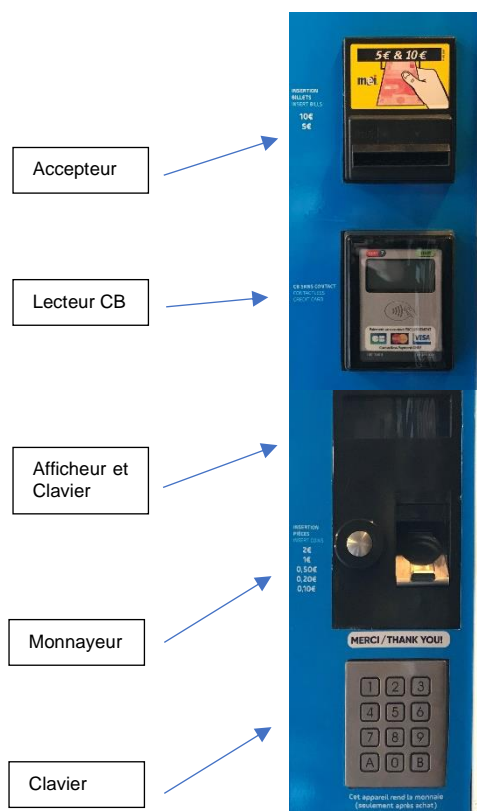 5€ & 10€
mei
INSERTION
BILLETS
INSERT BILLS
10€
5€
Accepteur
CB SANS CONTACT
CONTACTLESS
CREDIT CARD
Lecteur CB
VISA
Afficheur et
Clavier
INSERTION
PIÈCES
INSERT COINS
2€
1€
0,50€
0,20€
0,10€
Monnayeur
MERCI/THANK YOU!
1 2 3
4 5 6
7 8 9
A 0 B
Clavier
Cet appareil rend la monnaie
(seulement après achat)